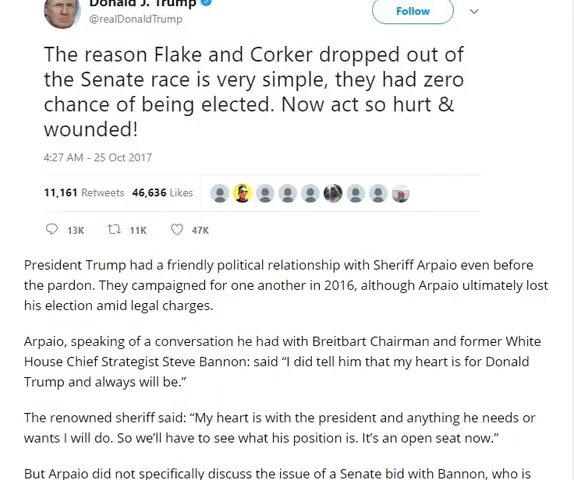 Donald J. Trump
@realDonaldTrump
Follow
The reason Flake and Corker dropped out of
the Senate race is very simple, they had zero
chance of being elected. Now act so hurt &
wounded!
4:27 AM - 25 Oct 2017
11,161 Retweets 46,636 Likes
13K 11K 47K
President Trump had a friendly political relationship with Sheriff Arpaio even before
the pardon. They campaigned for one another in 2016, although Arpaio ultimately lost
his election amid legal charges.
Arpaio, speaking of a conversation he had with Breitbart Chairman and former White
House Chief Strategist Steve Bannon: said “I did tell him that my heart is for Donald
Trump and always will be.”
The renowned sheriff said: “My heart is with the president and anything he needs or
wants I will do. So we’ll have to see what his position is. It’s an open seat now.”
But Arpaio did not specifically discuss the issue of a Senate bid with Bannon, who is